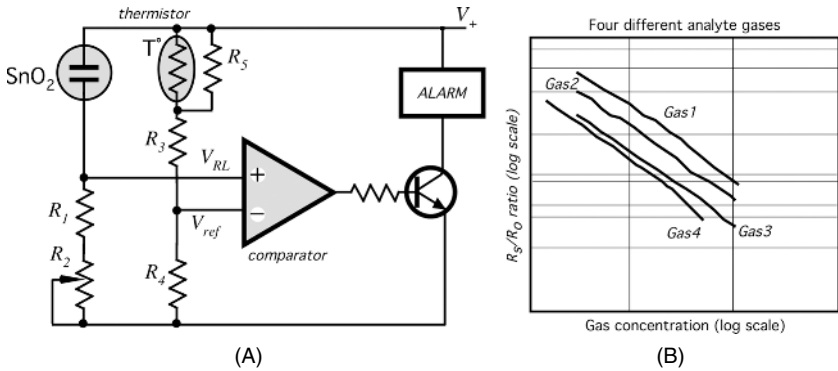 thermistor
V+
T°
R5
SnO2
ALARM
R3
VRL
+
R1
Vref
−
R2
R4
comparator
(A)
Four different analyte gases
Gas2
Gas1
Gas4
Gas3
RS/RO ratio (log scale)
Gas concentration (log scale)
(B)